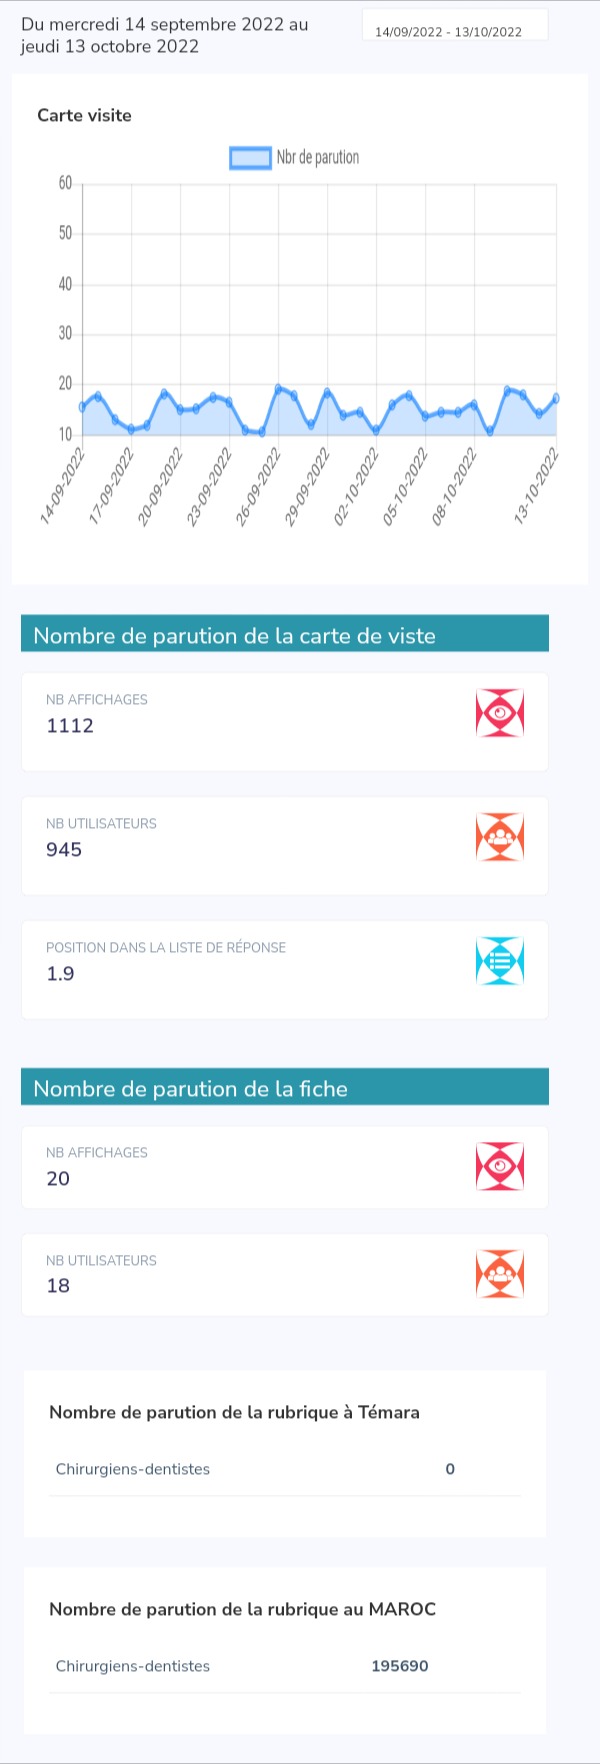 Du mercredi 14 septembre 2022 au
jeudi 13 octobre 2022
14/09/2022 - 13/10/2022
Carte visite
Nbr de parution
60
50
40
30
20
10
14-09-2022
17-09-2022
20-09-2022
23-09-2022
26-09-2022
29-09-2022
02-10-2022
05-10-2022
08-10-2022
13-10-2022
Nombre de parution de la carte de viste
NB AFFICHAGES
1112
NB UTILISATEURS
945
POSITION DANS LA LISTE DE RÉPONSE
1.9
Nombre de parution de la fiche
NB AFFICHAGES
20
NB UTILISATEURS
18
Nombre de parution de la rubrique à Témara
Chirurgiens-dentistes 0
Nombre de parution de la rubrique au MAROC
Chirurgiens-dentistes 195690